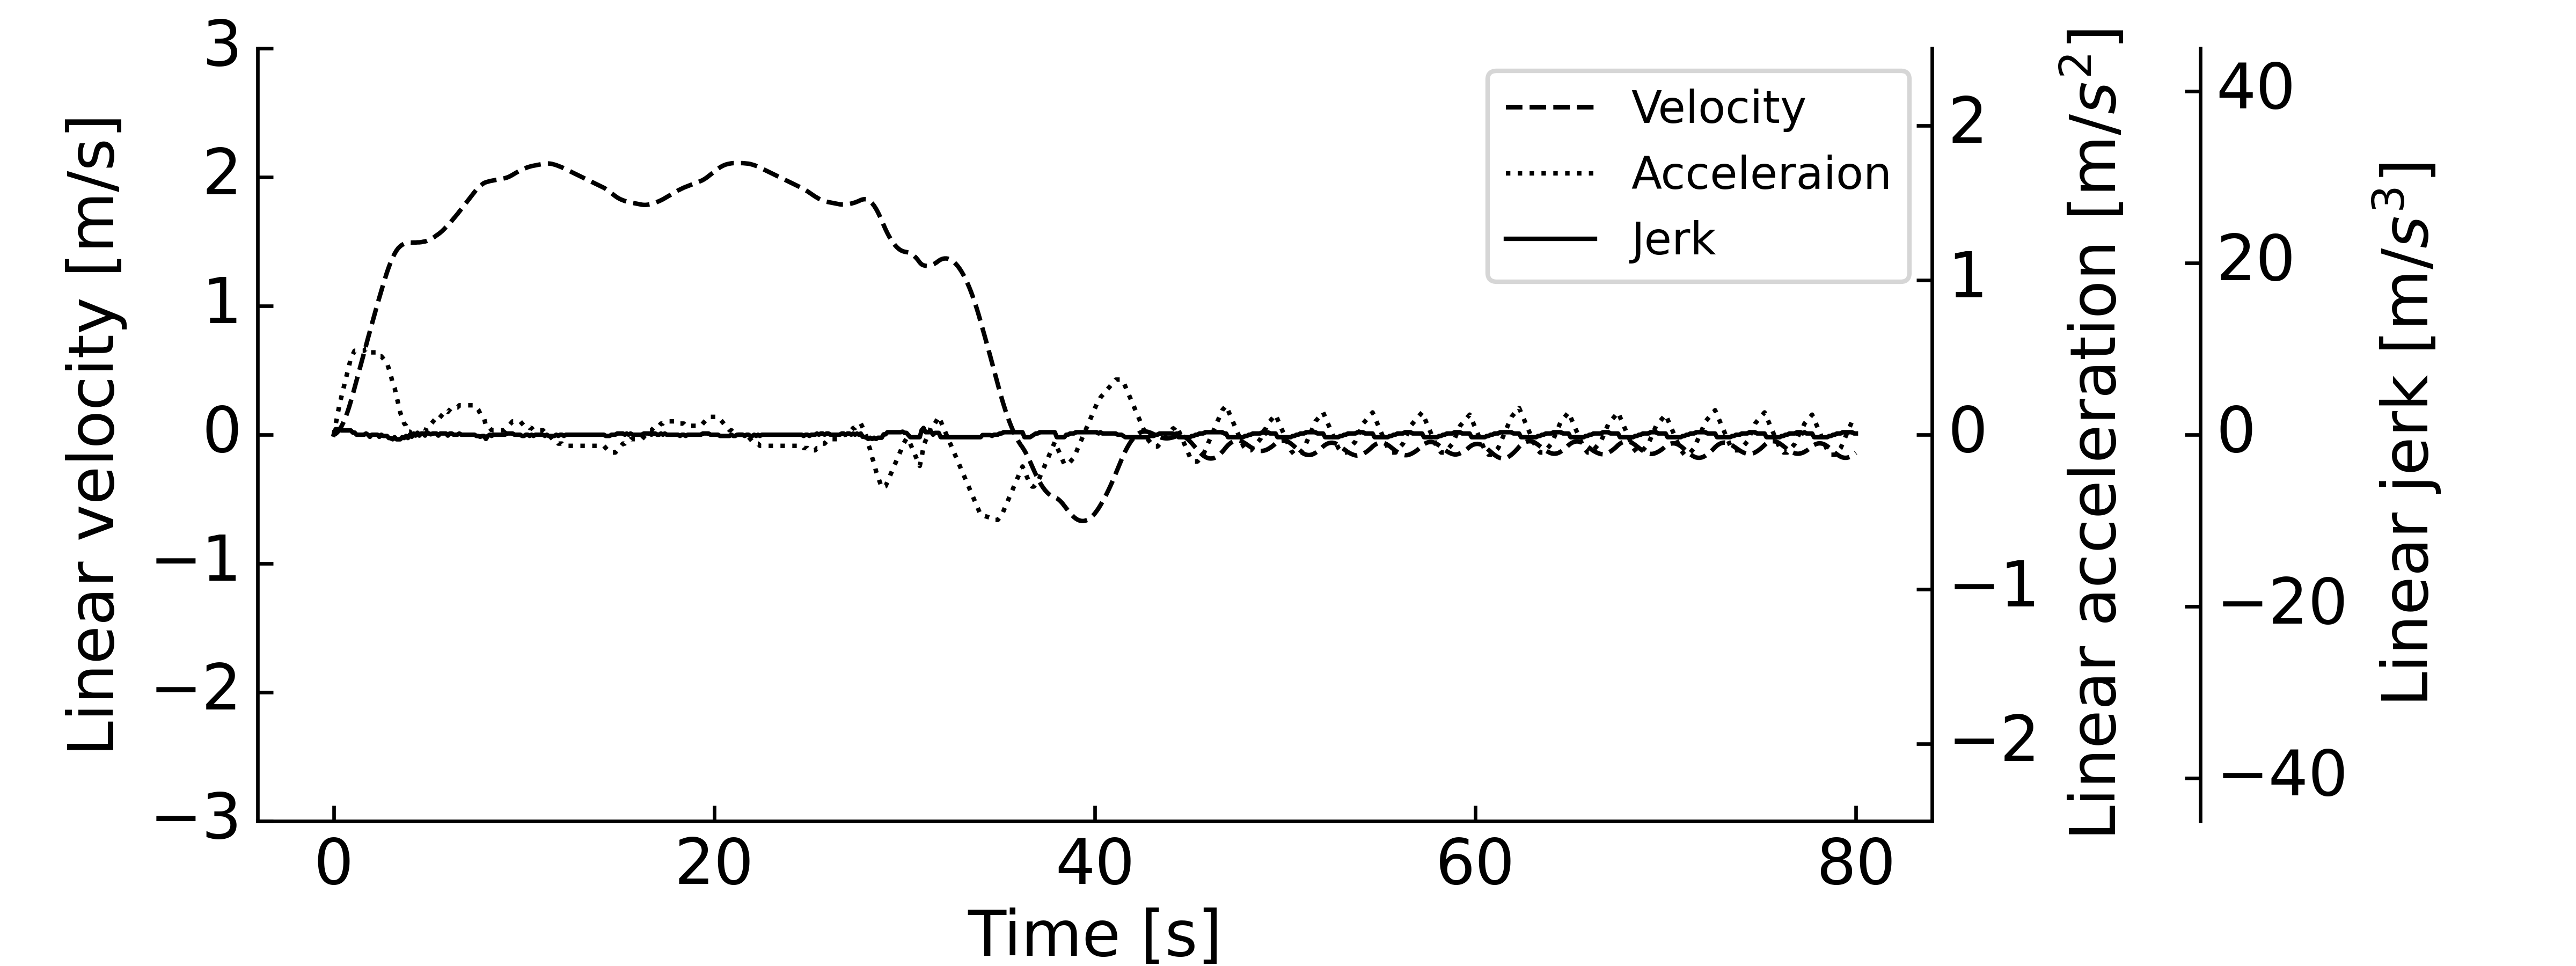 Linear velocity [m/s]
3
2
1
0
−1
−2
−3
0 20 40 60 80
Time [s]
Velocity
Acceleraion
Jerk
2
1
0
−1
−2
Linear acceleration [m/s²]
40
20
0
−20
−40
Linear jerk [m/s³]